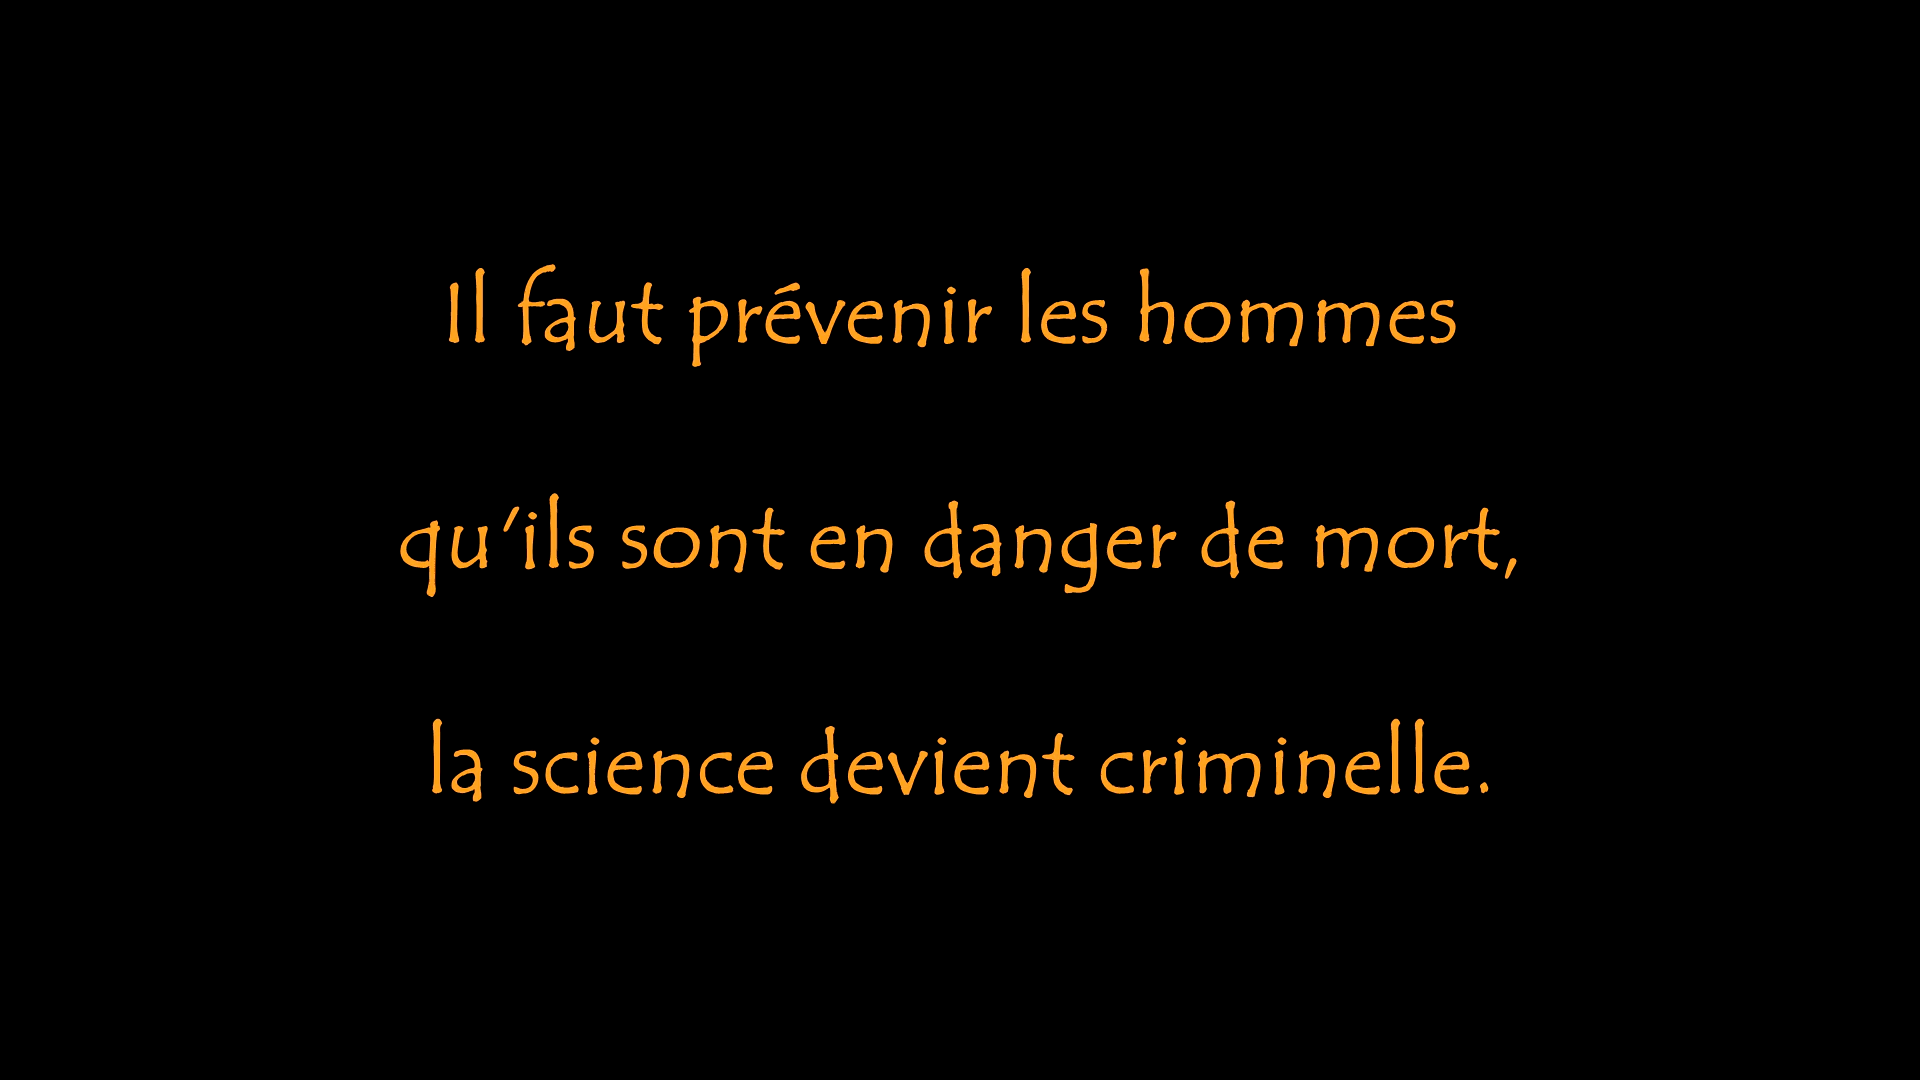 Il faut prévenir les hommes
qu'ils sont en danger de mort,
la science devient criminelle.